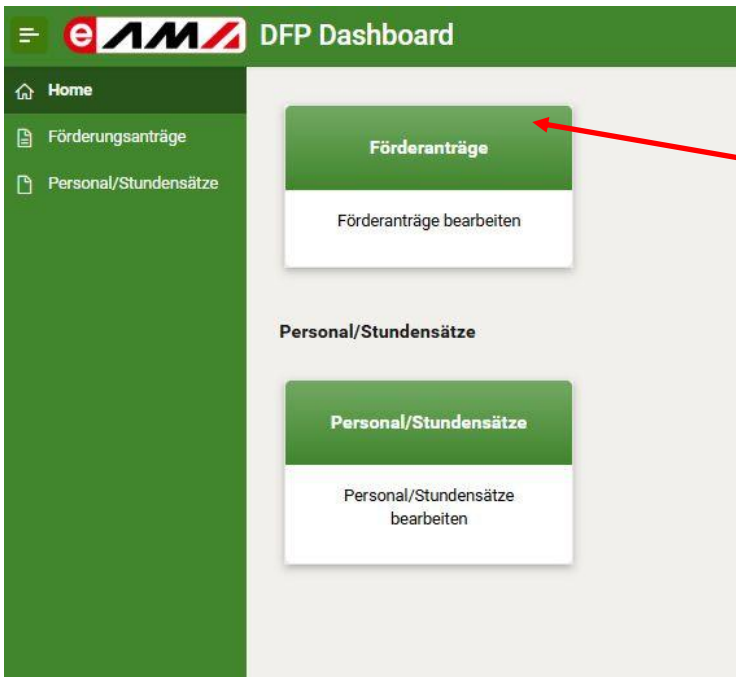 eAMA DFP Dashboard
Home
Förderungsanträge
Personal/Stundensätze
Förderanträge
Förderanträge bearbeiten
Personal/Stundensätze
Personal/Stundensätze
Personal/Stundensätze
bearbeiten